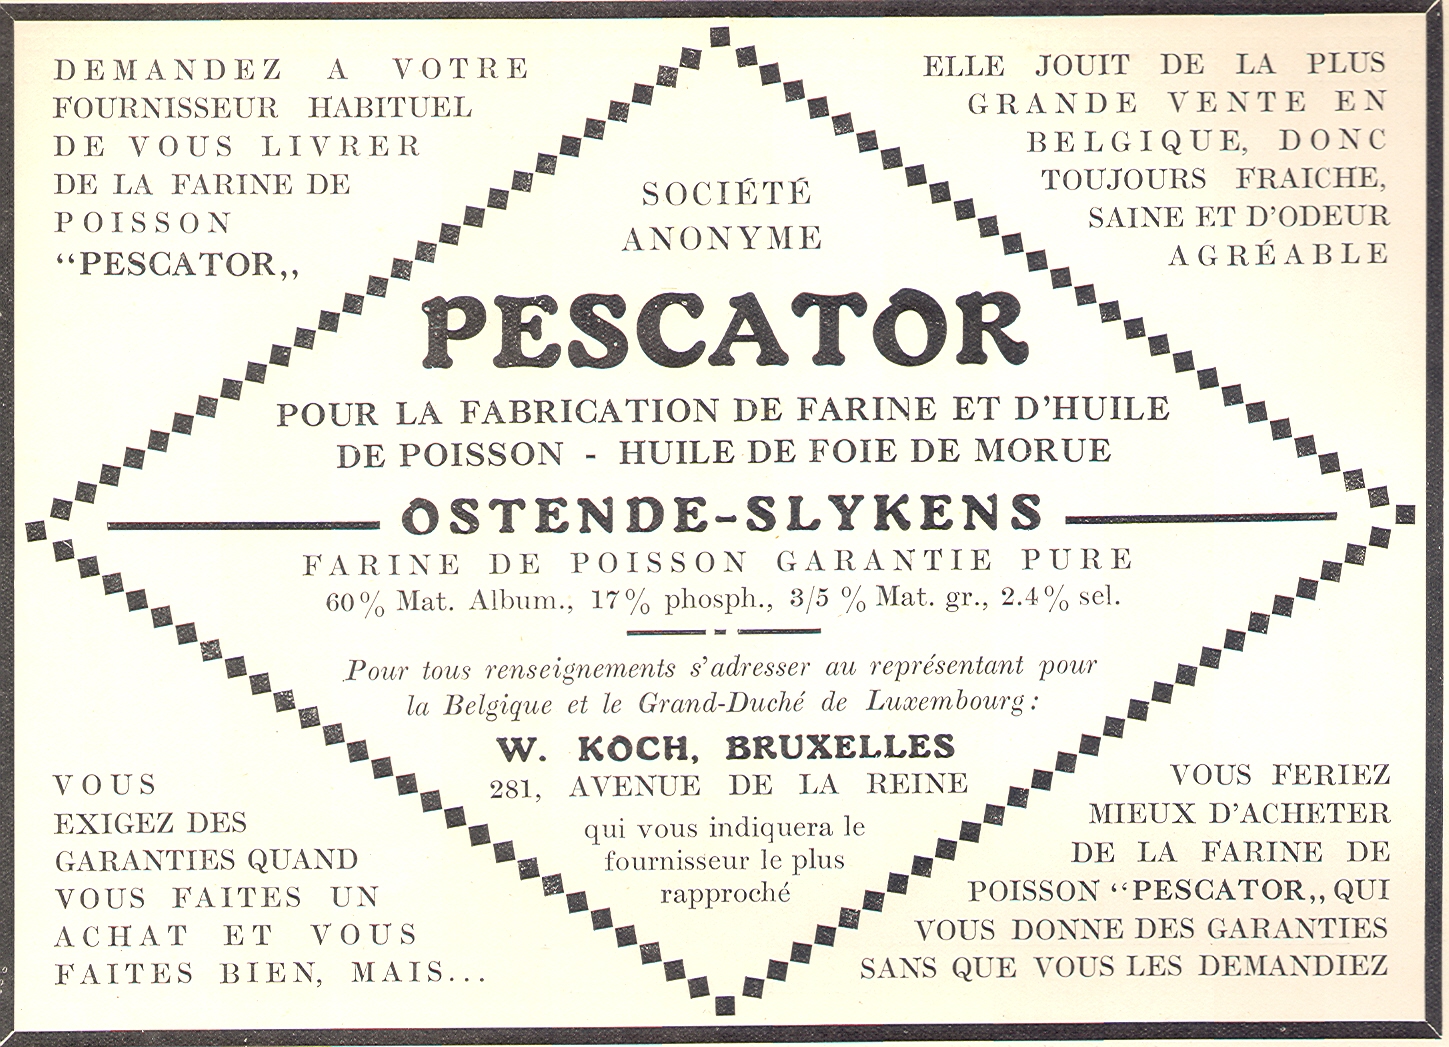 DEMANDEZ A VOTRE
FOURNISSEUR HABITUEL
DE VOUS LIVRER
DE LA FARINE DE
POISSON
“PESCATOR„
ELLE JOUIT DE LA PLUS
GRANDE VENTE EN
BELGIQUE, DONC
TOUJOURS FRAICHE,
SAINE ET D'ODEUR
AGRÉABLE
SOCIÉTÉ
ANONYME
PESCATOR
POUR LA FABRICATION DE FARINE ET D'HUILE
DE POISSON - HUILE DE FOIE DE MORUE
OSTENDE-SLYKENS
FARINE DE POISSON GARANTIE PURE
60% Mat. Album., 17% phosph., 3/5 % Mat. gr., 2.4% sel.
Pour tous renseignements s'adresser au représentant pour
la Belgique et le Grand-Duché de Luxembourg :
W. KOCH, BRUXELLES
281, AVENUE DE LA REINE
qui vous indiquera le
fournisseur le plus
rapproché
VOUS
EXIGEZ DES
GARANTIES QUAND
VOUS FAITES UN
ACHAT ET VOUS
FAITES BIEN, MAIS...
VOUS FERIEZ
MIEUX D'ACHETER
DE LA FARINE DE
POISSON “PESCATOR„ QUI
VOUS DONNE DES GARANTIES
SANS QUE VOUS LES DEMANDIEZ